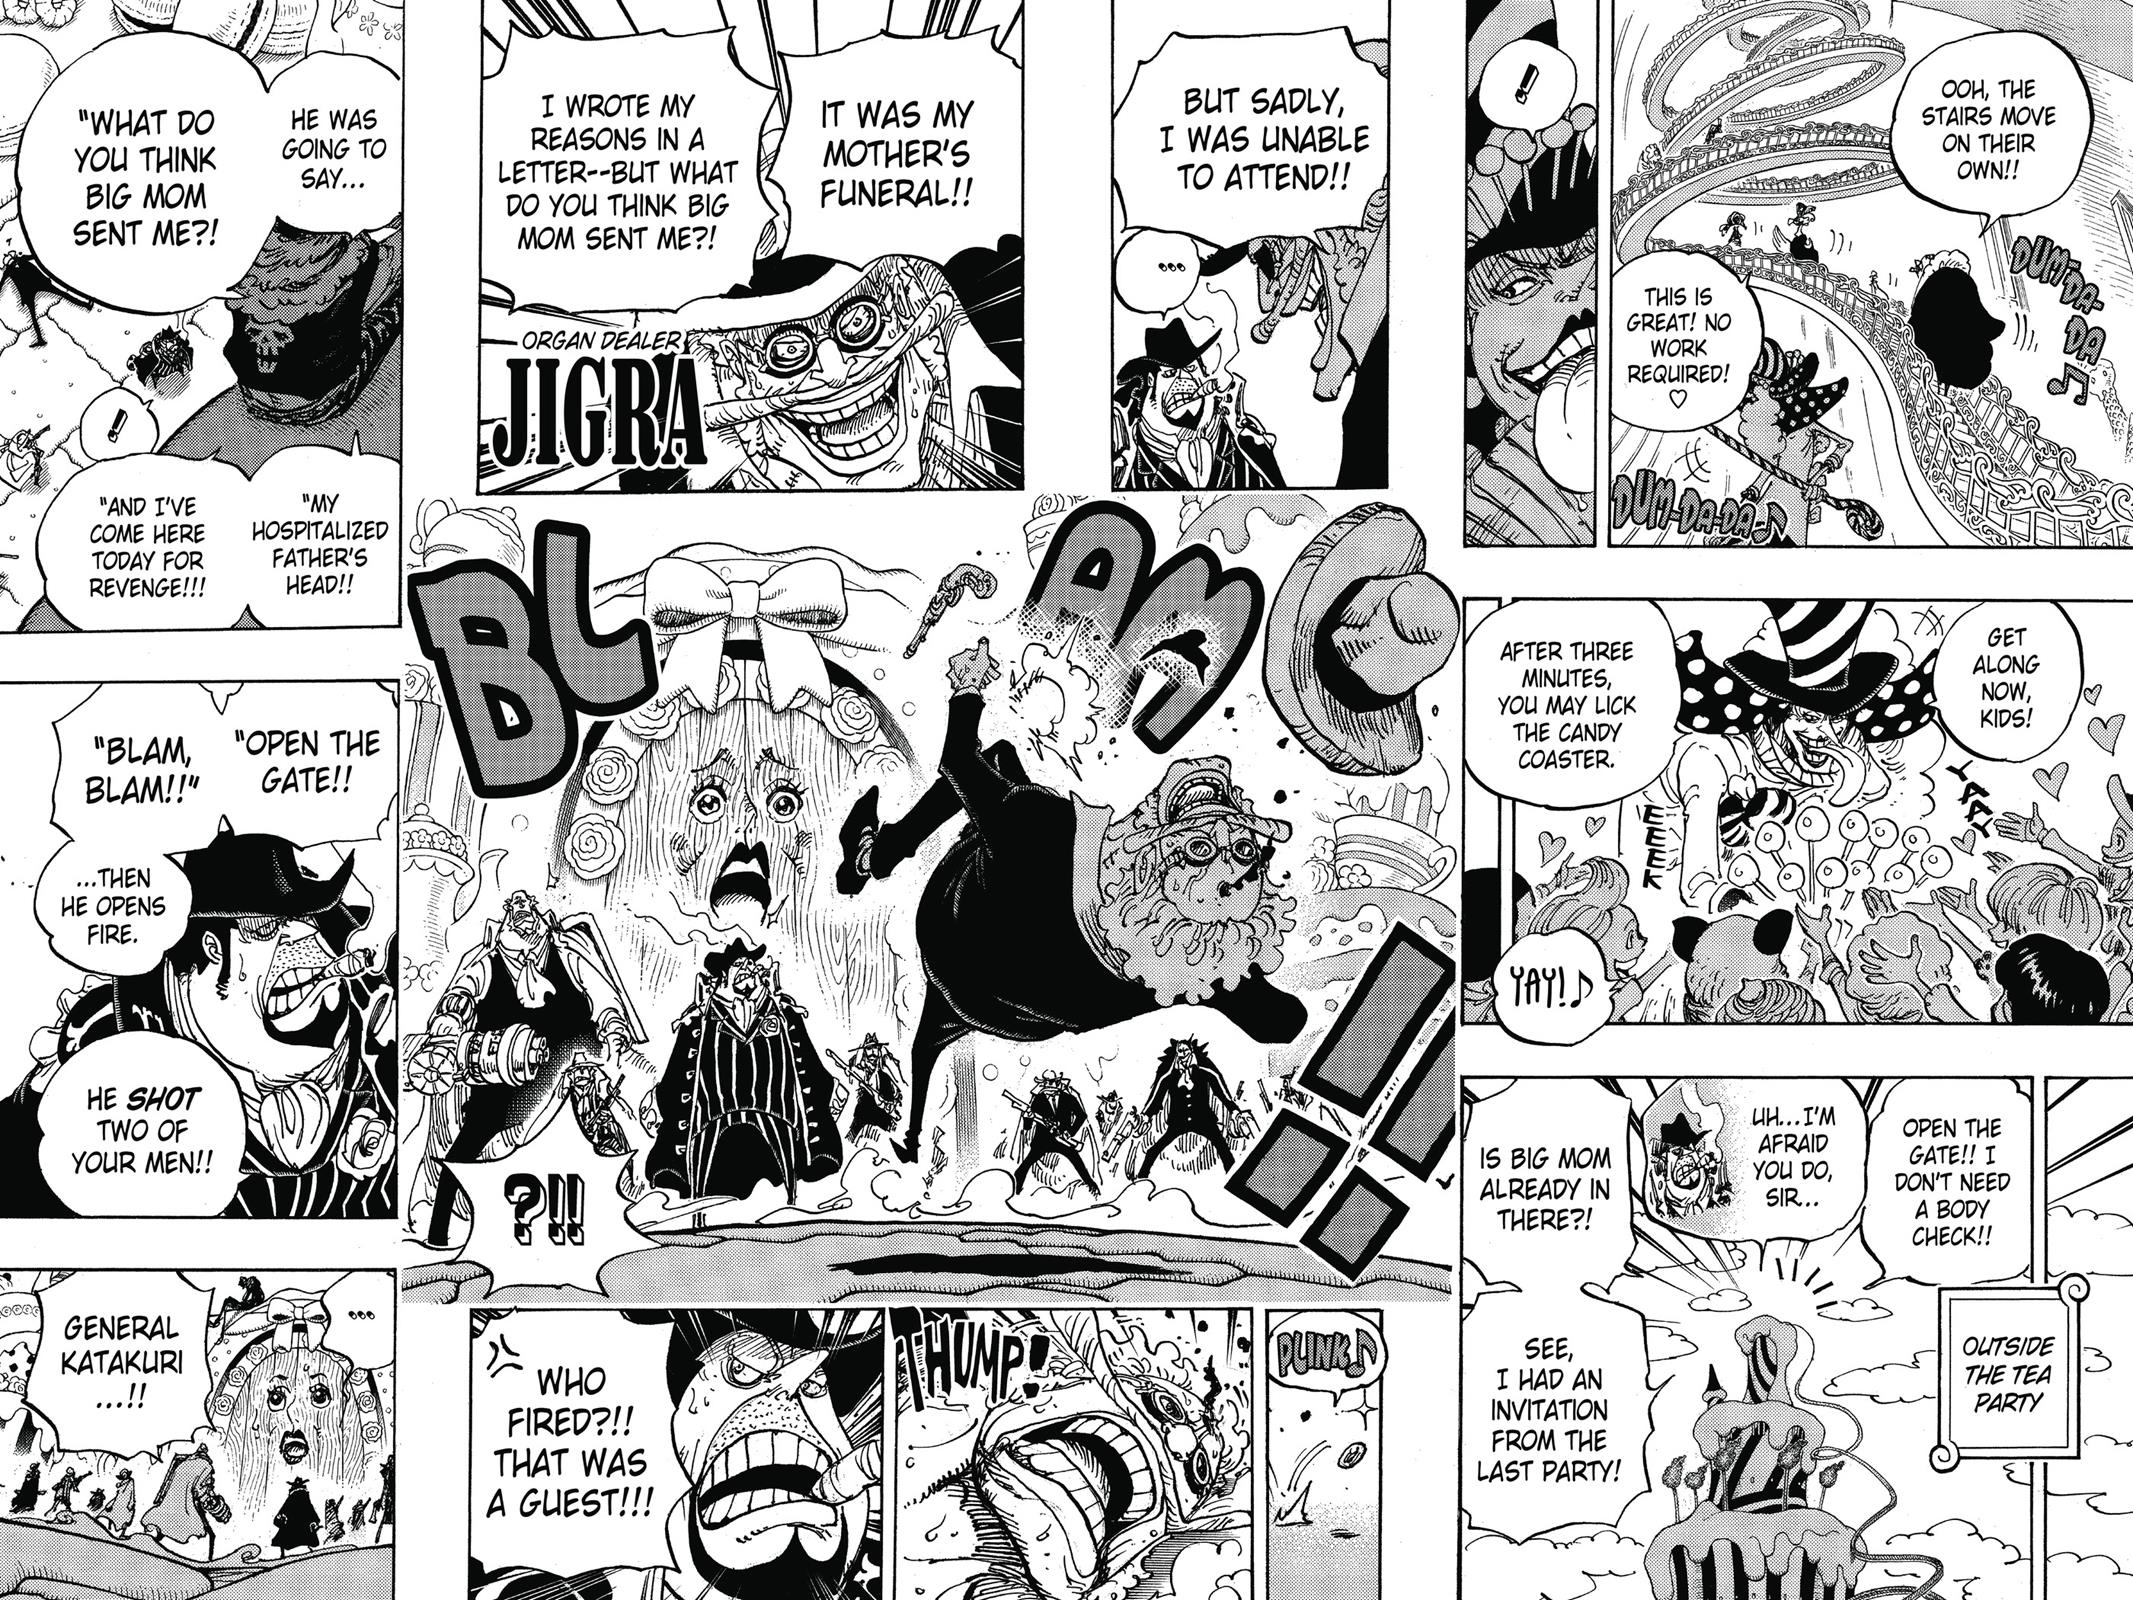 OOH, THE
STAIRS MOVE
ON THEIR
OWN!!
DUM-DA-
DA♪
THIS IS
GREAT! NO
WORK
REQUIRED!
♡
DUM-DA-DA♪
!!
GET
ALONG
NOW,
KIDS!
AFTER THREE
MINUTES,
YOU MAY LICK
THE CANDY
COASTER.
YAAY
EEEK
YAY!♪
OUTSIDE
THE TEA
PARTY
OPEN THE
GATE!! I
DON'T NEED
A BODY
CHECK!!
UH...I'M
AFRAID
YOU DO,
SIR...
IS BIG MOM
ALREADY IN
THERE?!
SEE,
I HAD AN
INVITATION
FROM THE
LAST PARTY!
BUT SADLY,
I WAS UNABLE
TO ATTEND!!
...
IT WAS MY
MOTHER'S
FUNERAL!!
I WROTE MY
REASONS IN A
LETTER--BUT WHAT
DO YOU THINK BIG
MOM SENT ME?!
ORGAN DEALER
JIGRA
BLAM
!!
?!!
PLINK♪
THUMP!
WHO
FIRED?!!
THAT WAS
A GUEST!!!
HE WAS
GOING TO
SAY...
"WHAT DO
YOU THINK
BIG MOM
SENT ME?!
!!
"MY
HOSPITALIZED
FATHER'S
HEAD!!
"AND I'VE
COME HERE
TODAY FOR
REVENGE!!!
"OPEN THE
GATE!!
"BLAM,
BLAM!!"
...THEN
HE OPENS
FIRE.
HE SHOT
TWO OF
YOUR MEN!!
...
GENERAL
KATAKURI
...!!